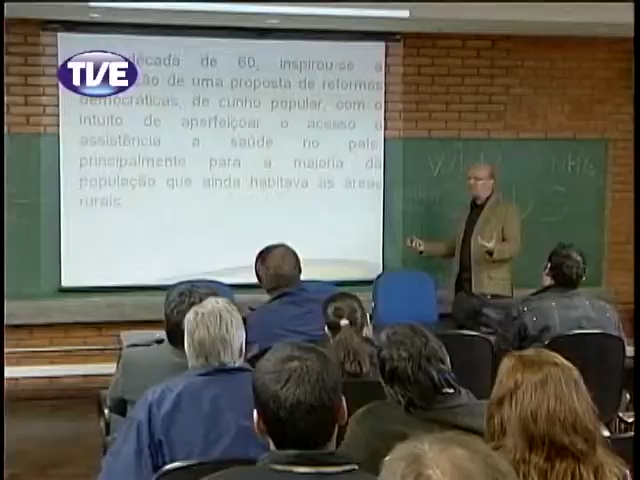 TVE
década de 60, inspirou-se a
de uma proposta de reformas
democráticas, de cunho popular, com o
intuito de aperfeiçoar o acesso a
assistência a saúde no país,
principalmente para a maioria da
população que ainda habitava as áreas
rurais.